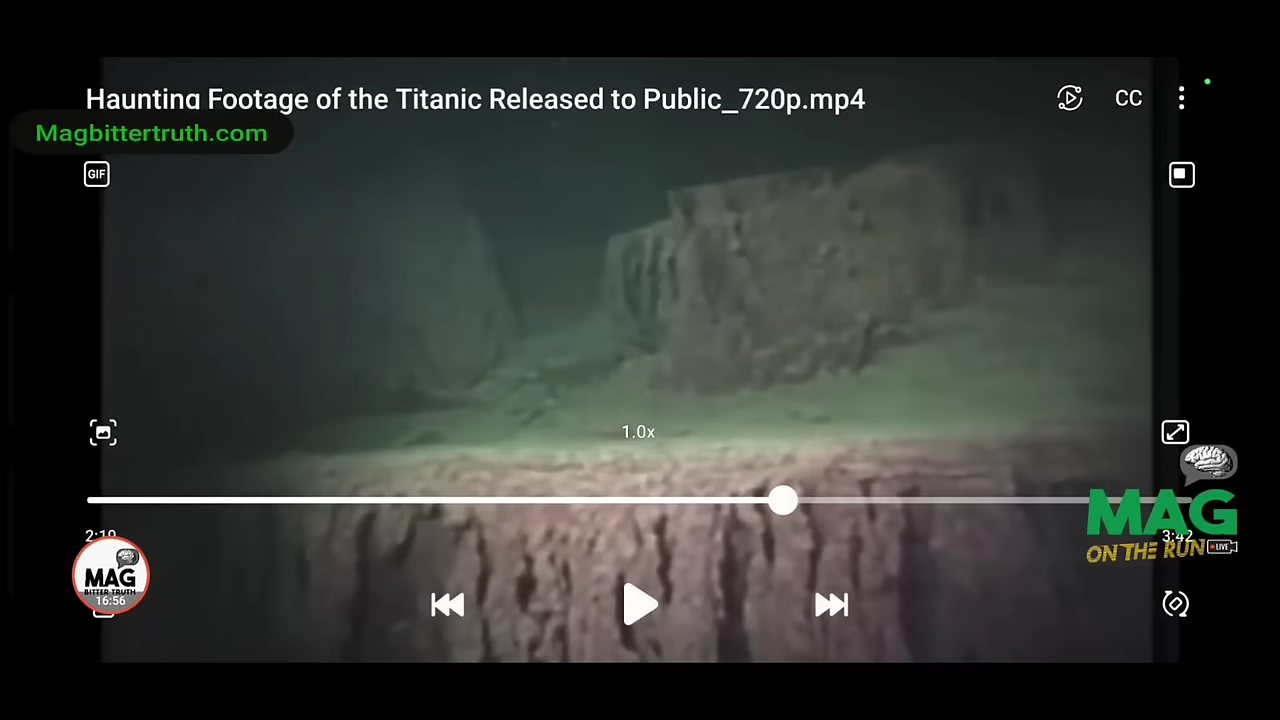 Haunting Footage of the Titanic Released to Public_720p.mp4
CC
Magbittertruth.com
GIF
1.0x
2:19
3:42
MAG
ON THE RUN
LIVE
MAG
BITTER TRUTH
16:56